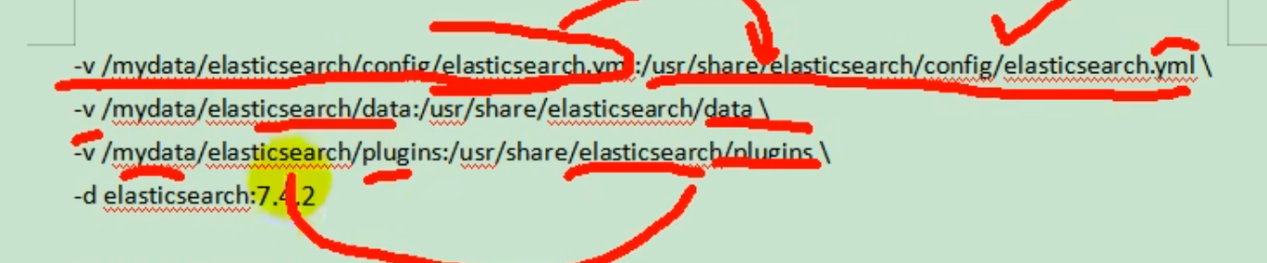 -v /mydata/elasticsearch/config/elasticsearch.yml:/usr/share/elasticsearch/config/elasticsearch.yml \
-v /mydata/elasticsearch/data:/usr/share/elasticsearch/data \
-v /mydata/elasticsearch/plugins:/usr/share/elasticsearch/plugins \
-d elasticsearch:7.4.2